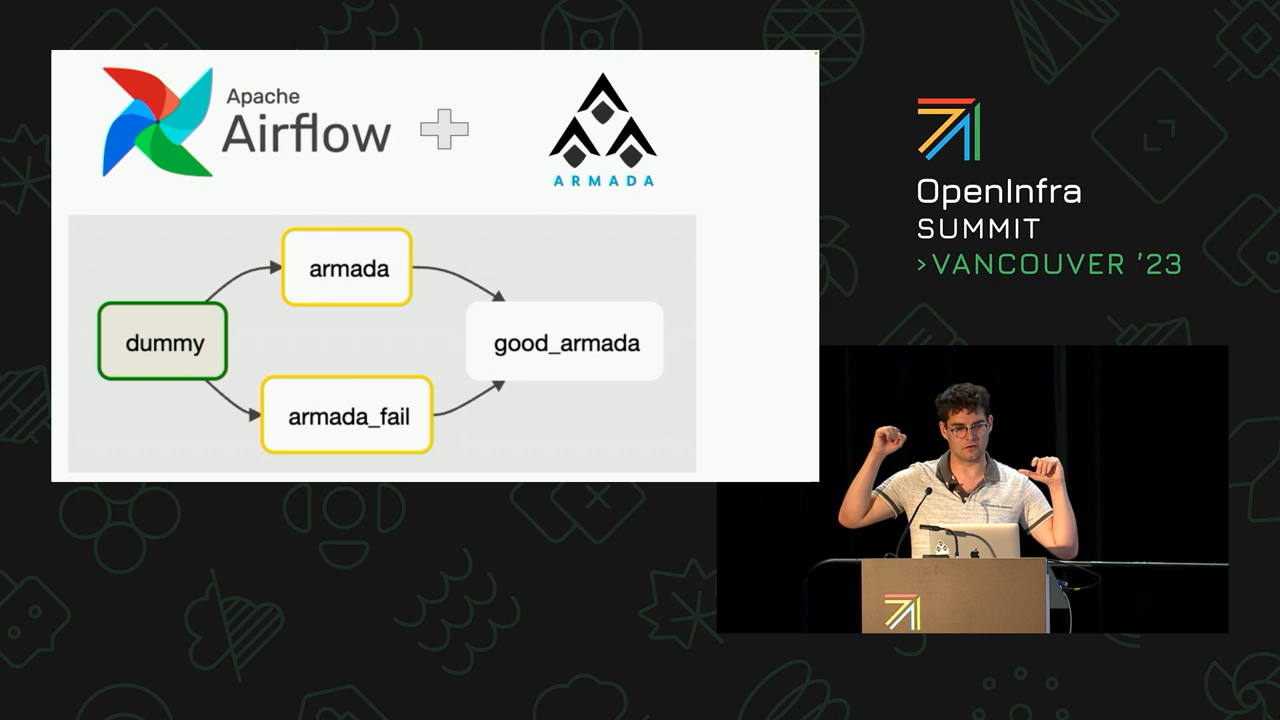 Apache
Airflow
ARMADA
armada
dummy
good_armada
armada_fail
OpenInfra
SUMMIT
>VANCOUVER '23